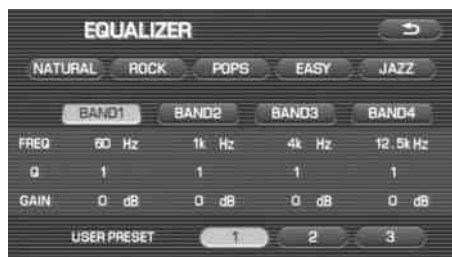 EQUALIZER
NATURAL ROCK POPS EASY JAZZ
BAND1 BAND2 BAND3 BAND4
FREQ 60 Hz 1k Hz 4k Hz 12.5k Hz
Q 1 1 1 1
GAIN 0 dB 0 dB 0 dB 0 dB
USER PRESET 1 2 3